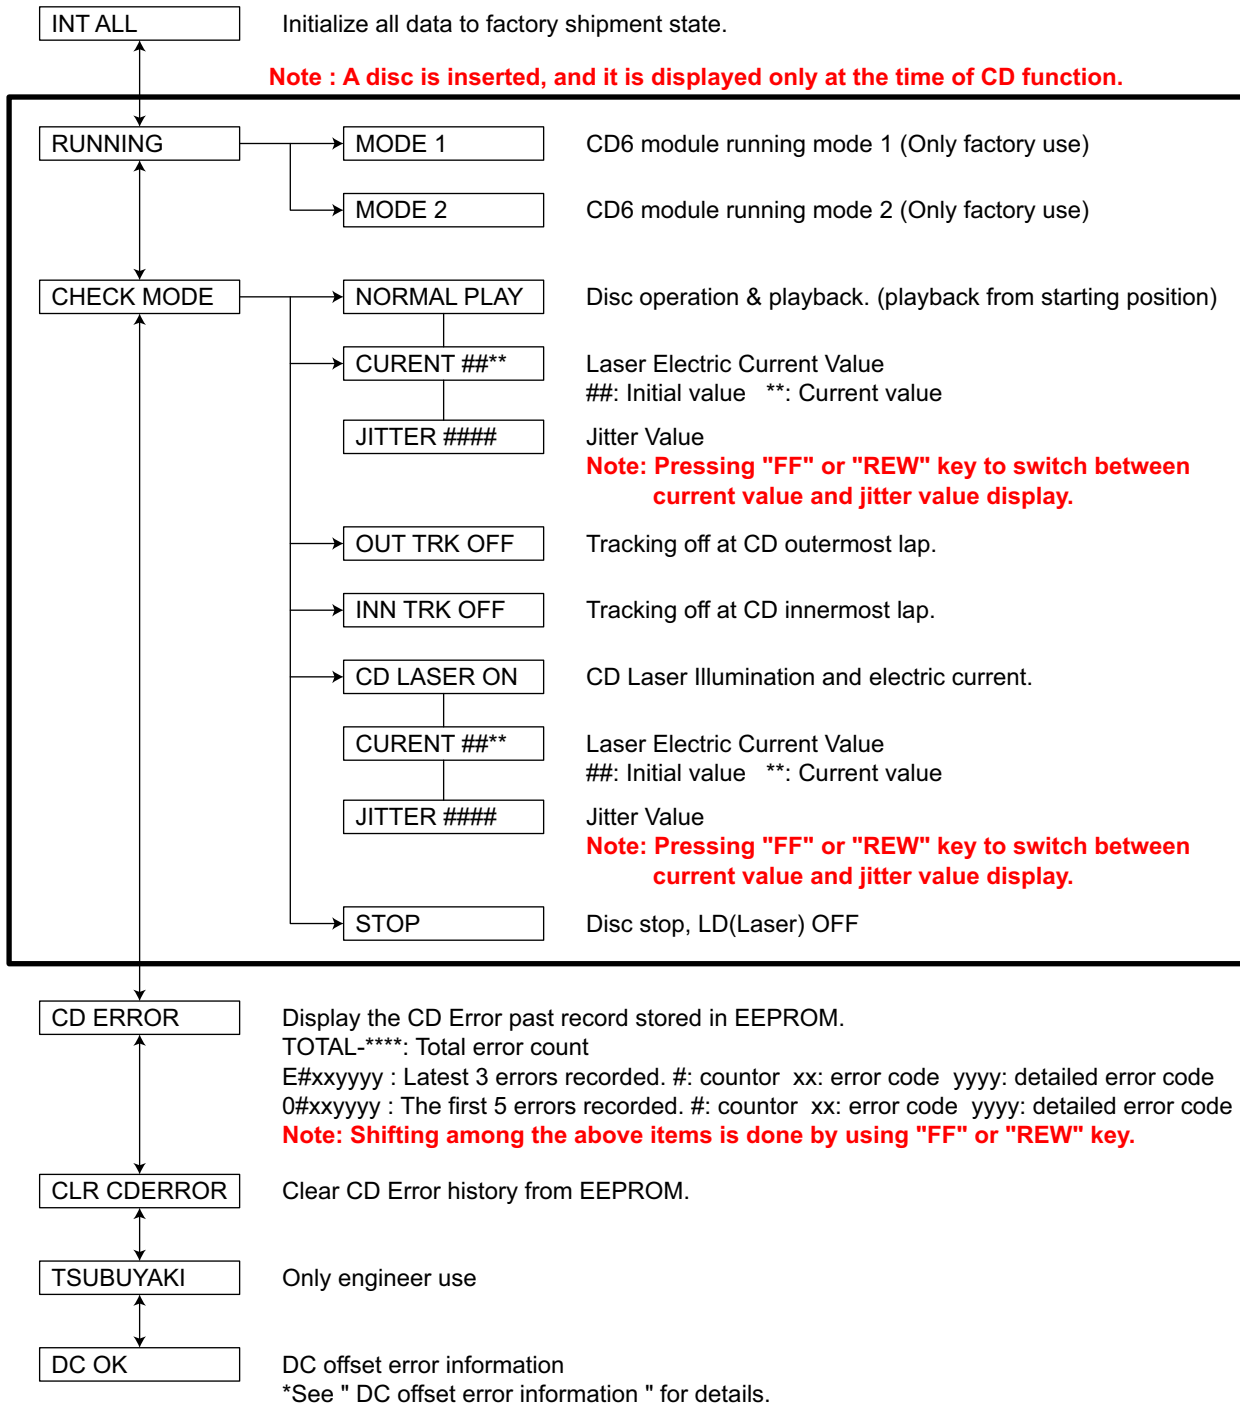 INT ALL Initialize all data to factory shipment state.
Note : A disc is inserted, and it is displayed only at the time of CD function.
RUNNING MODE 1 CD6 module running mode 1 (Only factory use)
MODE 2 CD6 module running mode 2 (Only factory use)
CHECK MODE NORMAL PLAY Disc operation & playback. (playback from starting position)
CURENT ##** Laser Electric Current Value
##: Initial value **: Current value
JITTER #### Jitter Value
Note: Pressing "FF" or "REW" key to switch between
current value and jitter value display.
OUT TRK OFF Tracking off at CD outermost lap.
INN TRK OFF Tracking off at CD innermost lap.
CD LASER ON CD Laser Illumination and electric current.
CURENT ##** Laser Electric Current Value
##: Initial value **: Current value
JITTER #### Jitter Value
Note: Pressing "FF" or "REW" key to switch between
current value and jitter value display.
STOP Disc stop, LD(Laser) OFF
CD ERROR Display the CD Error past record stored in EEPROM.
TOTAL-****: Total error count
E#xxyyyy : Latest 3 errors recorded. #: countor xx: error code yyyy: detailed error code
0#xxyyyy : The first 5 errors recorded. #: countor xx: error code yyyy: detailed error code
Note: Shifting among the above items is done by using "FF" or "REW" key.
CLR CDERROR Clear CD Error history from EEPROM.
TSUBUYAKI Only engineer use
DC OK DC offset error information
*See " DC offset error information " for details.